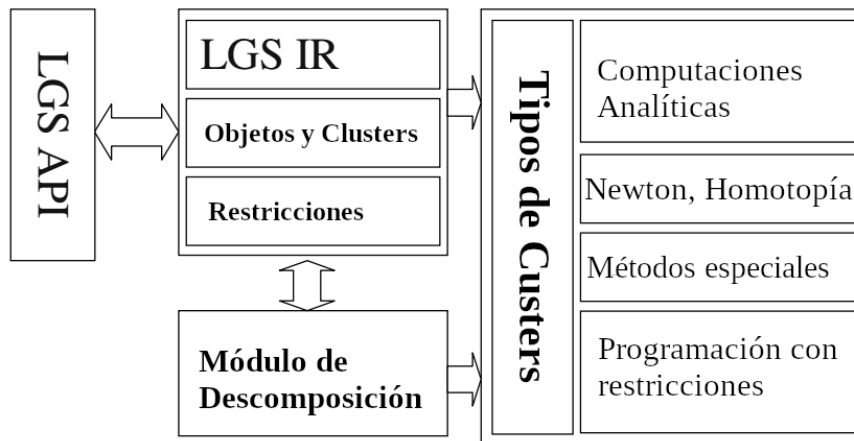 LGS API
LGS IR
Objetos y Clusters
Restricciones
Módulo de
Descomposición
Tipos de Custers
Computaciones
Analíticas
Newton, Homotopía
Métodos especiales
Programación con
restricciones